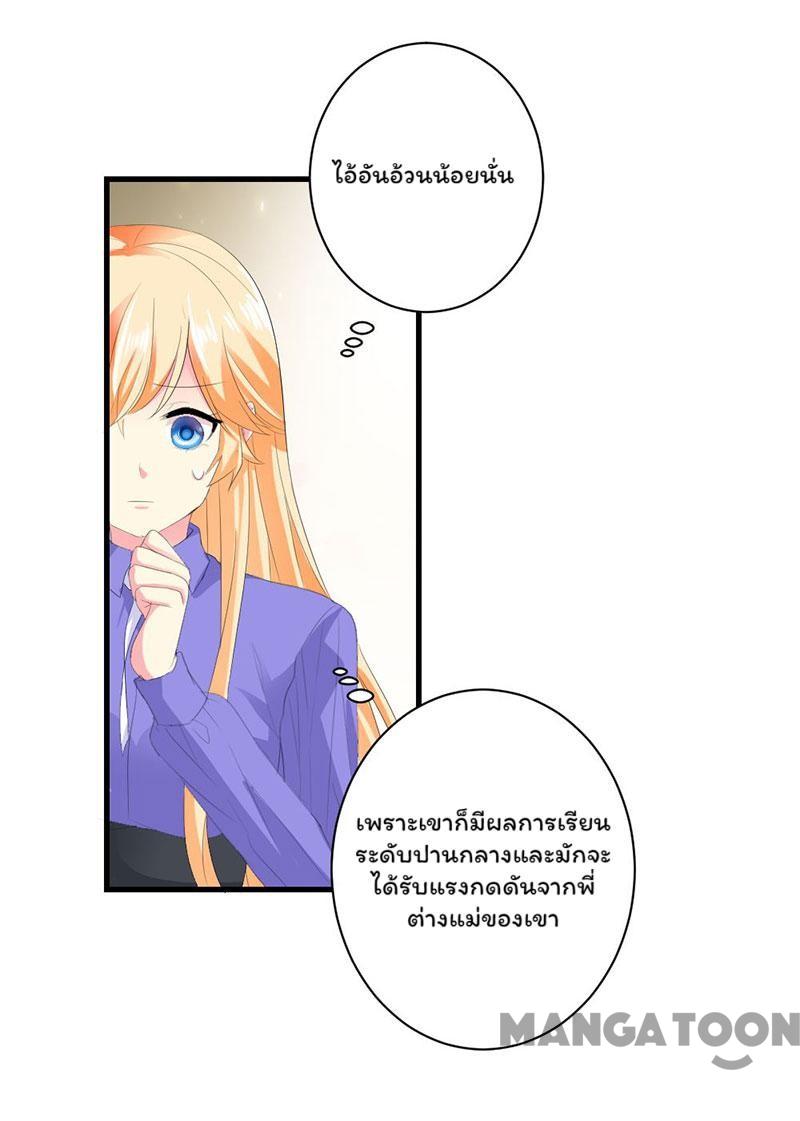 ไอ้อันอ้วนน้อยนั่น
เพราะเขาก็มีผลการเรียน
ระดับปานกลางและมักจะ
ได้รับแรงกดดันจากพี่
ต่างแม่ของเขา
MANGATOON